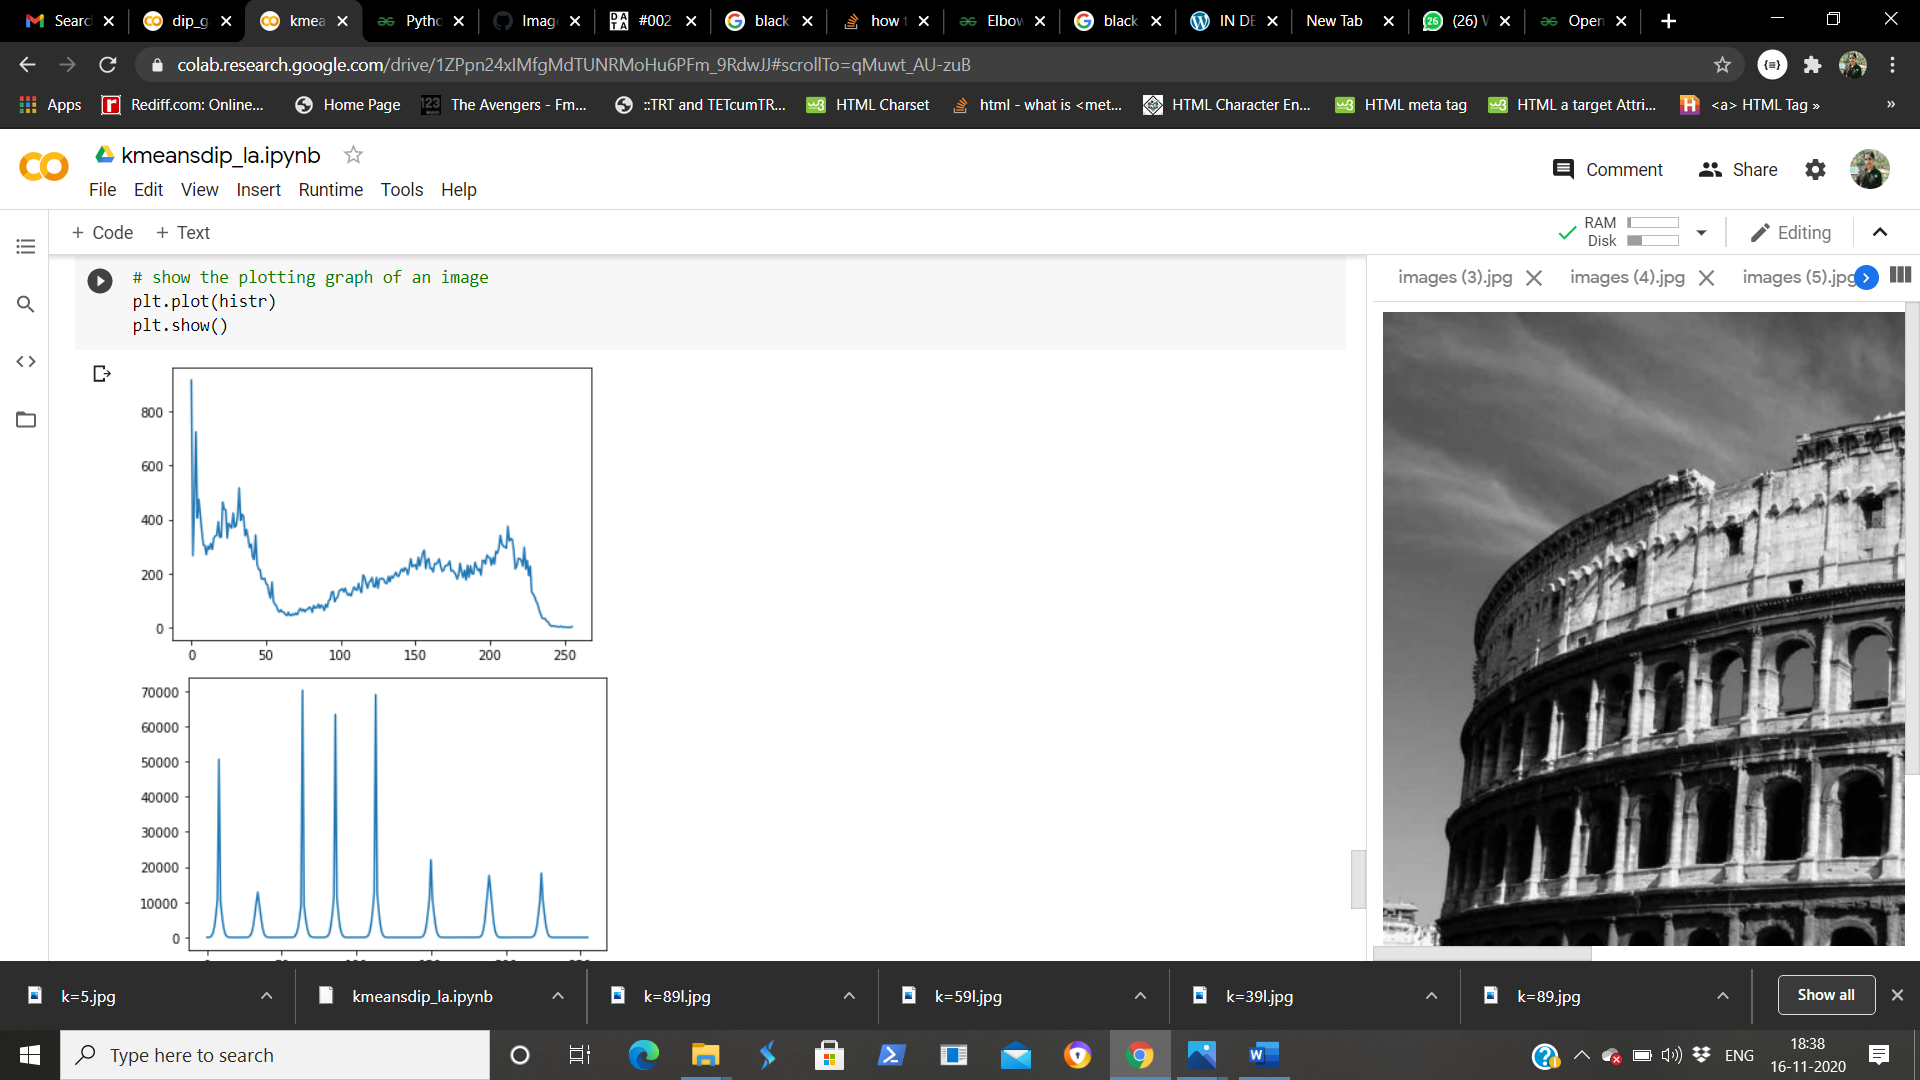 Searc
dip_g
kmea
Pytho
Imag
DATA #002
black
how t
Elbow
black
IN DE
New Tab
26 (26) W
Open
colab.research.google.com/drive/1ZPpn24xIMfgMdTUNRMoHu6PFm_9RdwJJ#scrollTo=qMuwt_AU-zuB
Apps
Rediff.com: Online...
Home Page
123 The Avengers - Fm...
::TRT and TETcumTR...
HTML Charset
html - what is <met...
HTML Character En...
HTML meta tag
HTML a target Attri...
<a> HTML Tag »
»
kmeansdip_la.ipynb
Comment
Share
File Edit View Insert Runtime Tools Help
+ Code + Text
RAM
Disk
Editing
# show the plotting graph of an image
plt.plot(histr)
plt.show()
images (3).jpg
images (4).jpg
images (5).jpg
800
600
400
200
0
0 50 100 150 200 250
70000
60000
50000
40000
30000
20000
10000
0
k=5.jpg
kmeansdip_la.ipynb
k=89l.jpg
k=59l.jpg
k=39l.jpg
k=89.jpg
Show all
Type here to search
ENG
18:38
16-11-2020